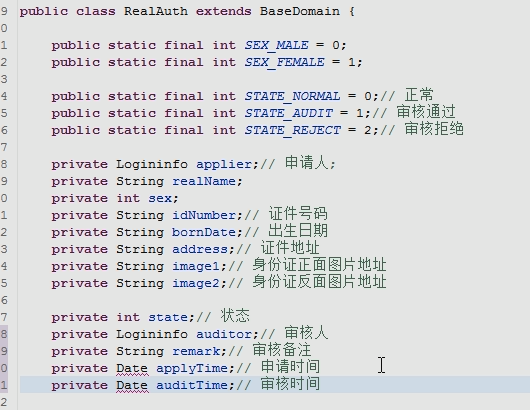 9 public class RealAuth extends BaseDomain {
0
1 public static final int SEX_MALE = 0;
2 public static final int SEX_FEMALE = 1;
3
4 public static final int STATE_NORMAL = 0;// 正常
5 public static final int STATE_AUDIT = 1;// 审核通过
6 public static final int STATE_REJECT = 2;// 审核拒绝
7
8 private Logininfo applier;// 申请人;
9 private String realName;
0 private int sex;
1 private String idNumber;// 证件号码
2 private String bornDate;// 出生日期
3 private String address;// 证件地址
4 private String image1;// 身份证正面图片地址
5 private String image2;// 身份证反面图片地址
6
7 private int state;// 状态
8 private Logininfo auditor;// 审核人
9 private String remark;// 审核备注
0 private Date applyTime;// 申请时间
1 private Date auditTime;// 审核时间
2